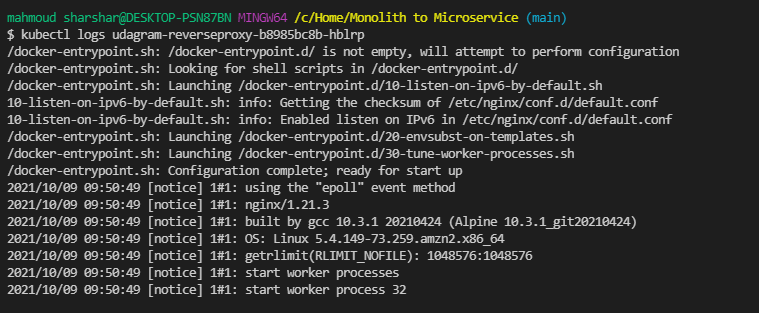 mahmoud sharshar@DESKTOP-PSN87BN MINGW64 /c/Home/Monolith to Microservice (main)
$ kubectl logs udagram-reverseproxy-b8985bc8b-hblrp
/docker-entrypoint.sh: /docker-entrypoint.d/ is not empty, will attempt to perform configuration
/docker-entrypoint.sh: Looking for shell scripts in /docker-entrypoint.d/
/docker-entrypoint.sh: Launching /docker-entrypoint.d/10-listen-on-ipv6-by-default.sh
10-listen-on-ipv6-by-default.sh: info: Getting the checksum of /etc/nginx/conf.d/default.conf
10-listen-on-ipv6-by-default.sh: info: Enabled listen on IPv6 in /etc/nginx/conf.d/default.conf
/docker-entrypoint.sh: Launching /docker-entrypoint.d/20-envsubst-on-templates.sh
/docker-entrypoint.sh: Launching /docker-entrypoint.d/30-tune-worker-processes.sh
/docker-entrypoint.sh: Configuration complete; ready for start up
2021/10/09 09:50:49 [notice] 1#1: using the "epoll" event method
2021/10/09 09:50:49 [notice] 1#1: nginx/1.21.3
2021/10/09 09:50:49 [notice] 1#1: built by gcc 10.3.1 20210424 (Alpine 10.3.1_git20210424)
2021/10/09 09:50:49 [notice] 1#1: OS: Linux 5.4.149-73.259.amzn2.x86_64
2021/10/09 09:50:49 [notice] 1#1: getrlimit(RLIMIT_NOFILE): 1048576:1048576
2021/10/09 09:50:49 [notice] 1#1: start worker processes
2021/10/09 09:50:49 [notice] 1#1: start worker process 32